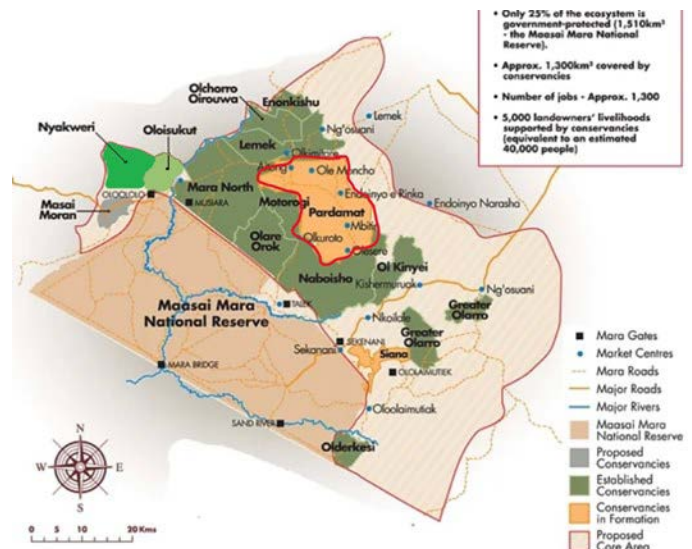 • Only 25% of the ecosystem is
government-protected (1,510km²
- the Maasai Mara National
Reserve).
• Approx. 1,300km² covered by
conservancies
• Number of jobs - Approx. 1,300
• 5,000 landowners' livelihoods
supported by conservancies
(equivalent to an estimated
40,000 people)
Olchorro
Oirouwa
Enonkishu
Nyakweri
Oloisukut
Ng'osuani
Lemek
Lemek
Olkimitare
Aitong
Ole Moncho
OLOOLOLO
Mara North
MUSIARA
Motorogi
Endoinyo e Rinka
Endoinyo Narasha
Masai
Moran
Pardamat
Mbitin
Olkuroto
Olesere
Olare
Orok
Naboisho
Ol Kinyei
Kishermuruak
Ng'osuani
Maasai Mara
National Reserve
TALEK
Nkoilale
Greater
Olarro
Greater
Olarro
SEKENANI
Sekanani
Siana
OLOLAIMUTIEK
MARA BRIDGE
Oloolaimutiak
SAND RIVER
Olderkesi
Mara Gates
Market Centres
Mara Roads
Major Roads
Major Rivers
Maasai Mara
National Reserve
Proposed
Conservancies
Established
Conservancies
Conservancies
in Formation
Proposed
Core Area
N
W
E
S
0 5 10 20 Kms